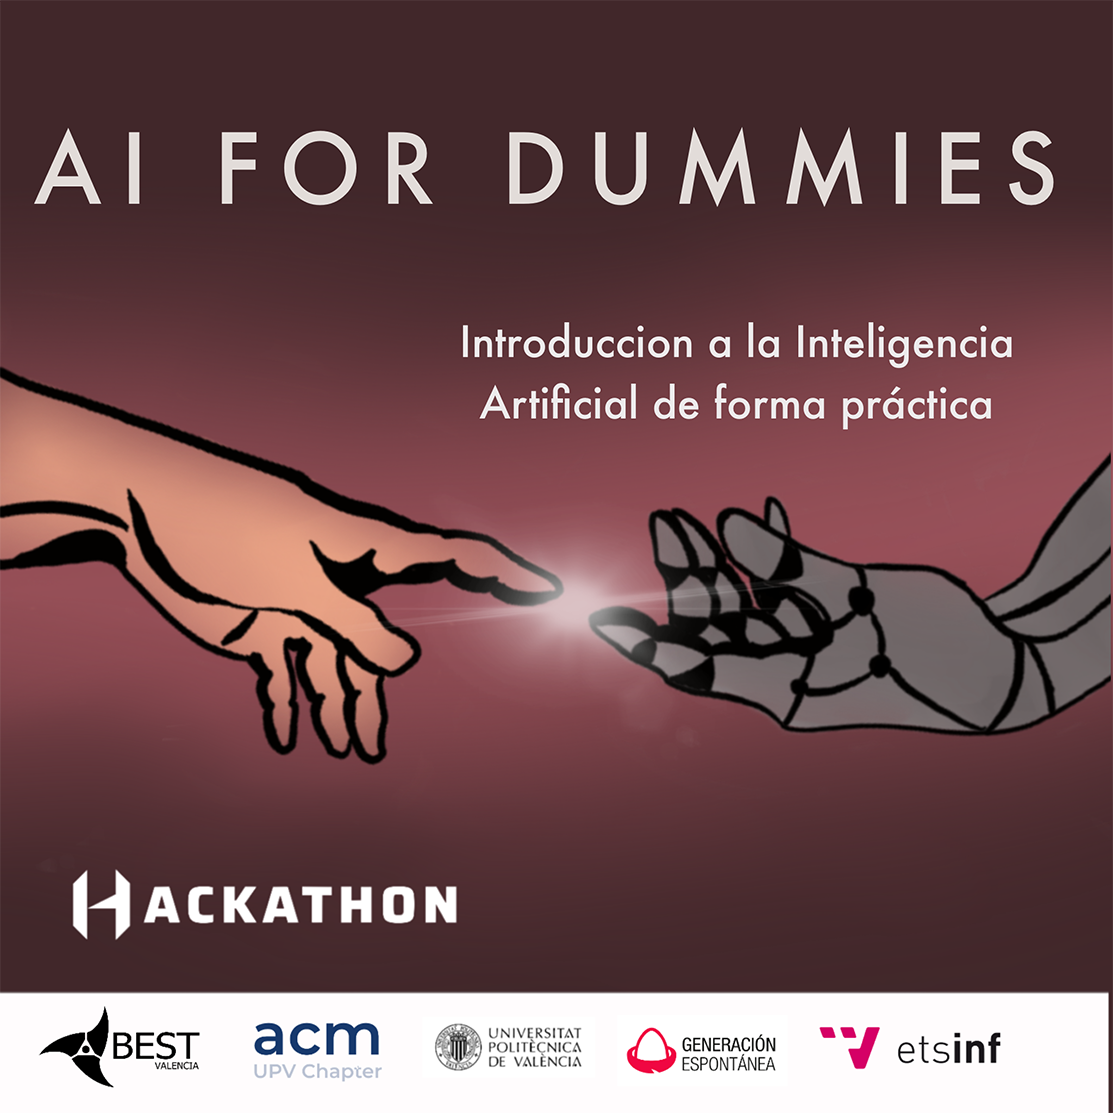 AI FOR DUMMIES
Introduccion a la Inteligencia
Artificial de forma práctica
HACKATHON
BEST
VALENCIA
acm
UPV Chapter
UNIVERSITAT
POLITÈCNICA
DE VALÈNCIA
GENERACIÓN
ESPONTÁNEA
etsinf